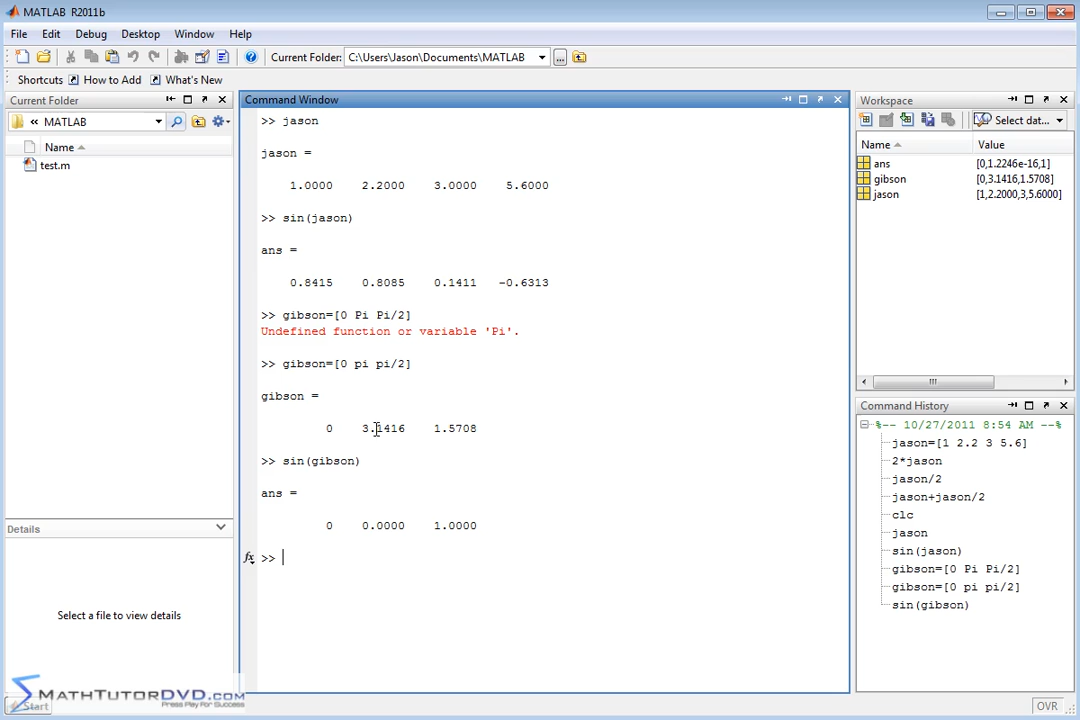 MATLAB R2011b
File Edit Debug Desktop Window Help
Current Folder: C:\Users\Jason\Documents\MATLAB ...
Shortcuts How to Add What's New
Current Folder
« MATLAB
Name
test.m
Details
Select a file to view details
Command Window
>> jason
jason =
1.0000 2.2000 3.0000 5.6000
>> sin(jason)
ans =
0.8415 0.8085 0.1411 -0.6313
>> gibson=[0 Pi Pi/2]
Undefined function or variable 'Pi'.
>> gibson=[0 pi pi/2]
gibson =
0 3.1416 1.5708
>> sin(gibson)
ans =
0 0.0000 1.0000
fx >>
Workspace
Select dat...
Name Value
ans [0,1.2246e-16,1]
gibson [0,3.1416,1.5708]
jason [1,2.2000,3,5.6000]
Command History
%-- 10/27/2011 8:54 AM --%
jason=[1 2.2 3 5.6]
2*jason
jason/2
jason+jason/2
clc
jason
sin(jason)
gibson=[0 Pi Pi/2]
gibson=[0 pi pi/2]
sin(gibson)
MATHTUTORDVD.COM
Press Play For Success
Start
OVR